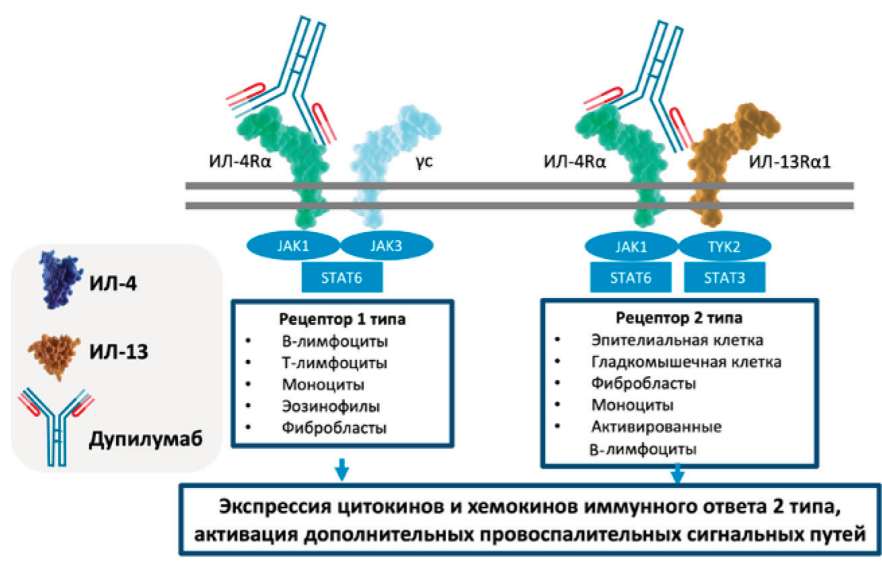 ИЛ-4Rα
γc
ИЛ-4Rα
ИЛ-13Rα1
JAK1
JAK3
STAT6
JAK1
TYK2
STAT6
STAT3
ИЛ-4
ИЛ-13
Дупилумаб
Рецептор 1 типа
• В-лимфоциты
• Т-лимфоциты
• Моноциты
• Эозинофилы
• Фибробласты
Рецептор 2 типа
• Эпителиальная клетка
• Гладкомышечная клетка
• Фибробласты
• Моноциты
• Активированные
В-лимфоциты
Экспрессия цитокинов и хемокинов иммунного ответа 2 типа,
активация дополнительных провоспалительных сигнальных путей